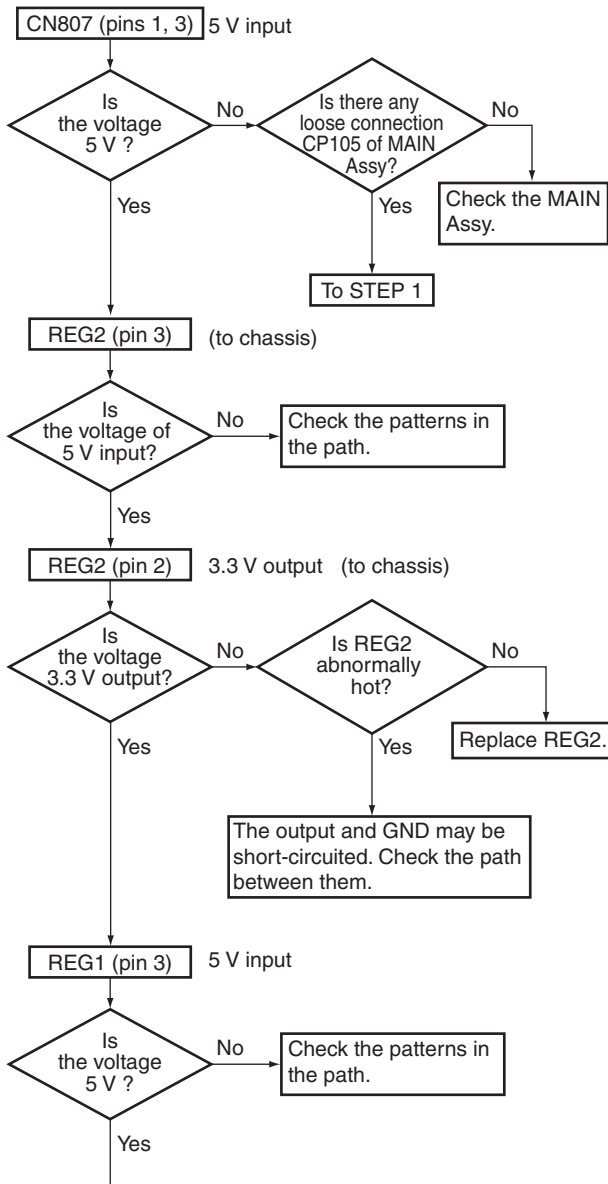 CN807 (pins 1, 3)
5 V input
Is
the voltage
5 V ?
No
Is there any
loose connection
CP105 of MAIN
Assy?
No
Check the MAIN
Assy.
Yes
Yes
To STEP 1
REG2 (pin 3)
(to chassis)
Is
the voltage of
5 V input?
No
Check the patterns in
the path.
Yes
REG2 (pin 2)
3.3 V output
(to chassis)
Is
the voltage
3.3 V output?
No
Is REG2
abnormally
hot?
No
Replace REG2.
Yes
Yes
The output and GND may be
short-circuited. Check the path
between them.
REG1 (pin 3)
5 V input
Is
the voltage
5 V ?
No
Check the patterns in
the path.
Yes